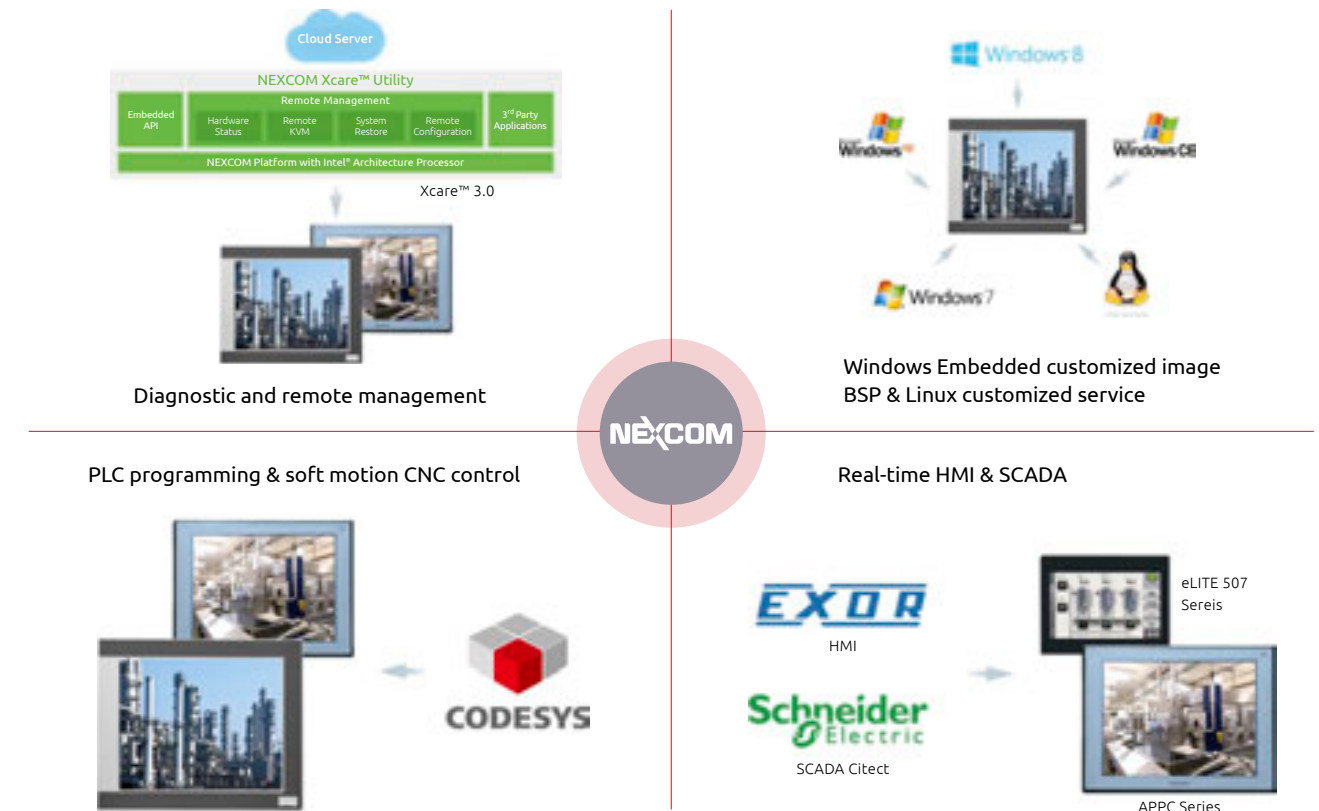 Cloud Server
NEXCOM Xcare™ Utility
Embedded
API
Remote Management
Hardware
Status
Remote
KVM
System
Restore
Remote
Configuration
3rd Party
Applications
NEXCOM Platform with Intel® Architecture Processor
Xcare™ 3.0
Diagnostic and remote management
Windows 8
Windows
Windows CE
Windows 7
Windows Embedded customized image
BSP & Linux customized service
NEXCOM
PLC programming & soft motion CNC control
CODESYS
Real-time HMI & SCADA
EXOR
HMI
Schneider
Electric
SCADA Citect
eLITE 507
Sereis
APPC Series